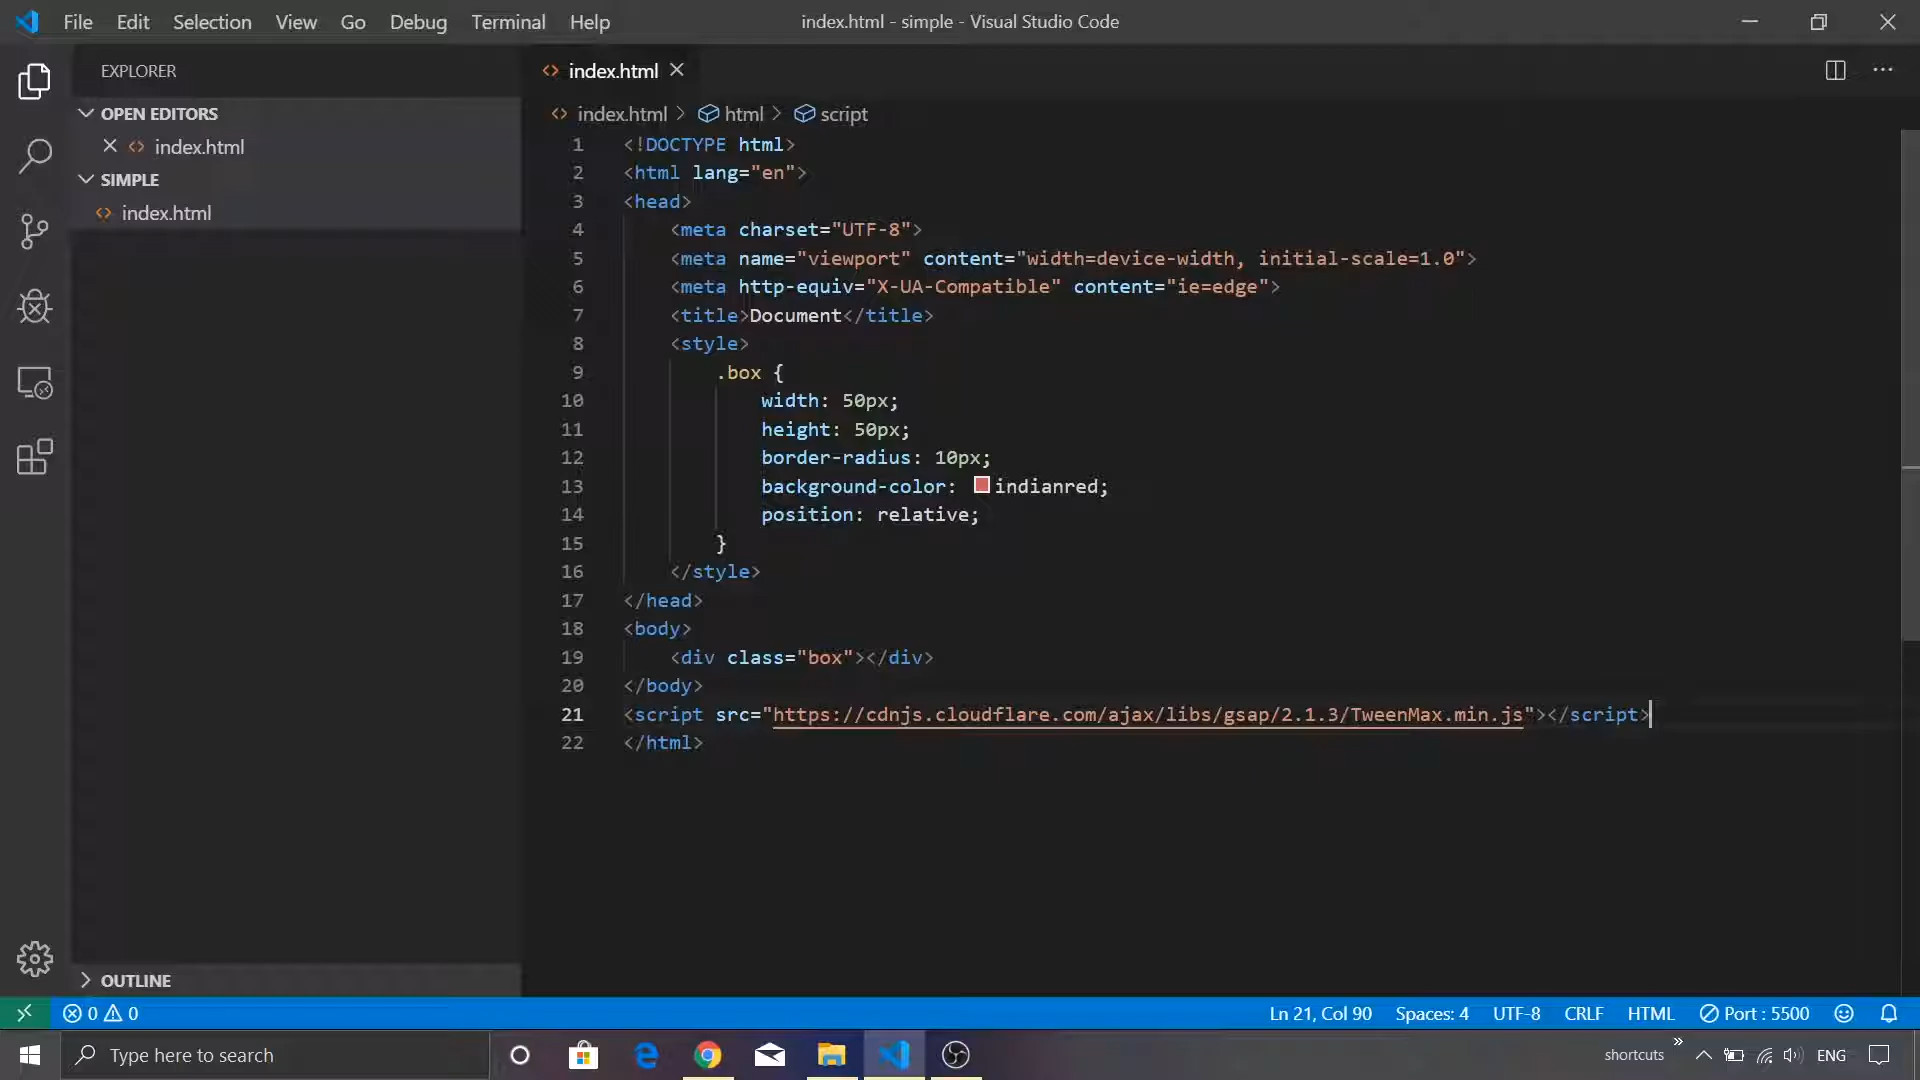 File Edit Selection View Go Debug Terminal Help
index.html - simple - Visual Studio Code
EXPLORER
OPEN EDITORS
index.html
SIMPLE
index.html
OUTLINE
index.html
index.html > html > script
1 <!DOCTYPE html>
2 <html lang="en">
3 <head>
4 <meta charset="UTF-8">
5 <meta name="viewport" content="width=device-width, initial-scale=1.0">
6 <meta http-equiv="X-UA-Compatible" content="ie=edge">
7 <title>Document</title>
8 <style>
9 .box {
10 width: 50px;
11 height: 50px;
12 border-radius: 10px;
13 background-color: indianred;
14 position: relative;
15 }
16 </style>
17 </head>
18 <body>
19 <div class="box"></div>
20 </body>
21 <script src="https://cdnjs.cloudflare.com/ajax/libs/gsap/2.1.3/TweenMax.min.js"></script>
22 </html>
0 0 Ln 21, Col 90 Spaces: 4 UTF-8 CRLF HTML Port : 5500
Type here to search
shortcuts » ENG